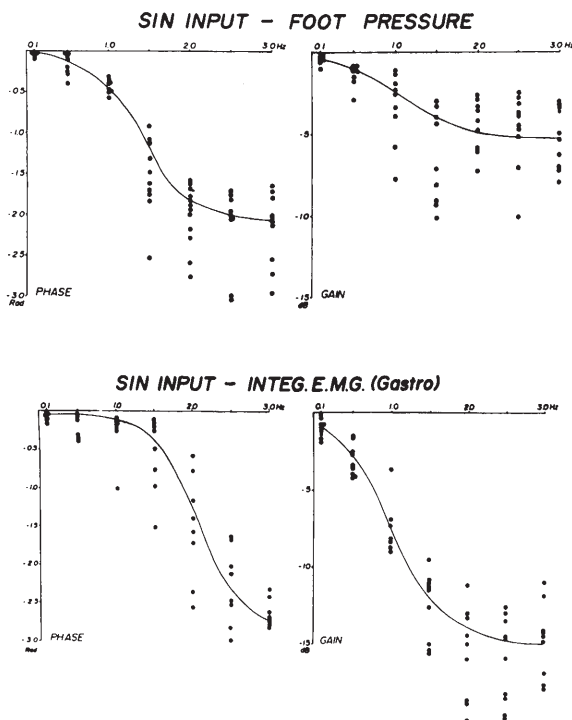 SIN INPUT - FOOT PRESSURE
0.1 1.0 2.0 3.0 Hz
-0.5
-1.0
-1.5
-2.0
-2.5
-3.0
Rad
PHASE
0.1 1.0 2.0 3.0 Hz
-5
-10
-15
dB
GAIN
SIN INPUT - INTEG. E.M.G. (Gastro)
0.1 1.0 2.0 3.0 Hz
-0.5
-1.0
-1.5
-2.0
-2.5
-3.0
Rad
PHASE
0.1 1.0 2.0 3.0 Hz
-5
-10
-15
dB
GAIN